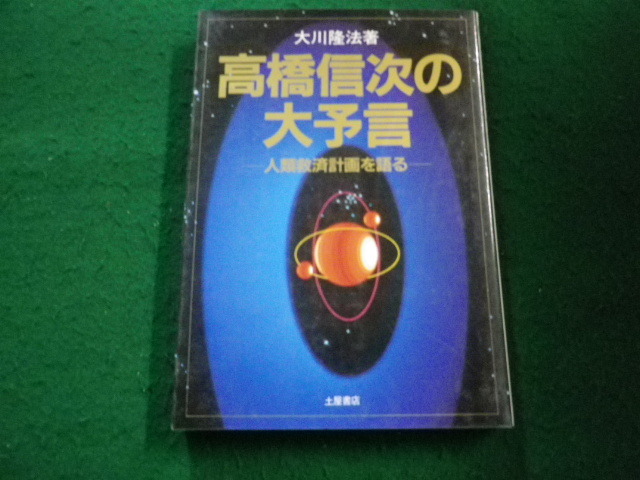 大川隆法著
高橋信次の
大予言
―人類救済計画を語る―
土屋書店